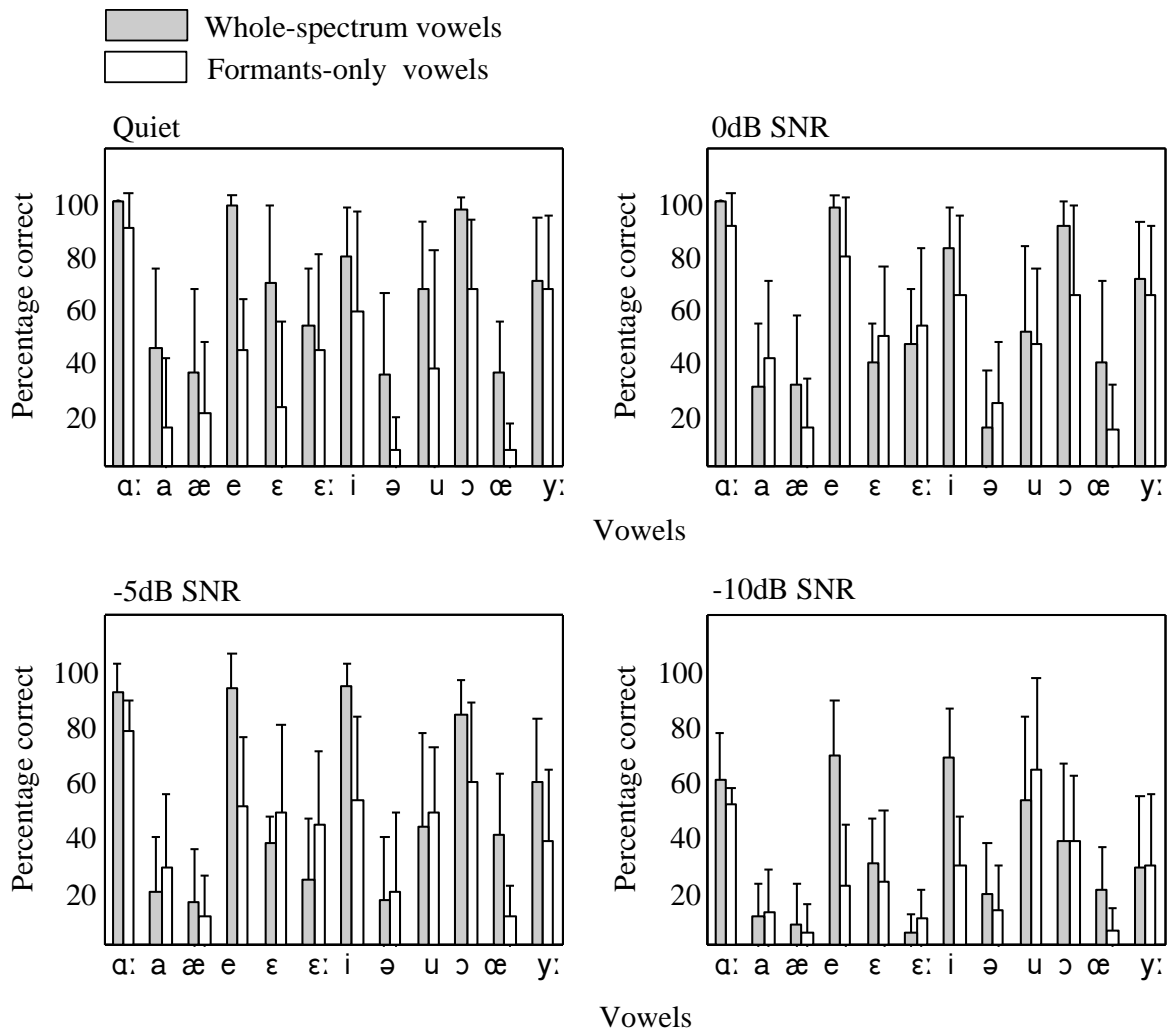 Whole-spectrum vowels
Formants-only vowels
Quiet
Percentage correct
100
80
60
40
20
ɑː a æ e ɛ ɛː i ə u ɔ œ yː
0dB SNR
Percentage correct
100
80
60
40
20
ɑː a æ e ɛ ɛː i ə u ɔ œ yː
Vowels
-5dB SNR
Percentage correct
100
80
60
40
20
ɑː a æ e ɛ ɛː i ə u ɔ œ yː
-10dB SNR
Percentage correct
100
80
60
40
20
ɑː a æ e ɛ ɛː i ə u ɔ œ yː
Vowels